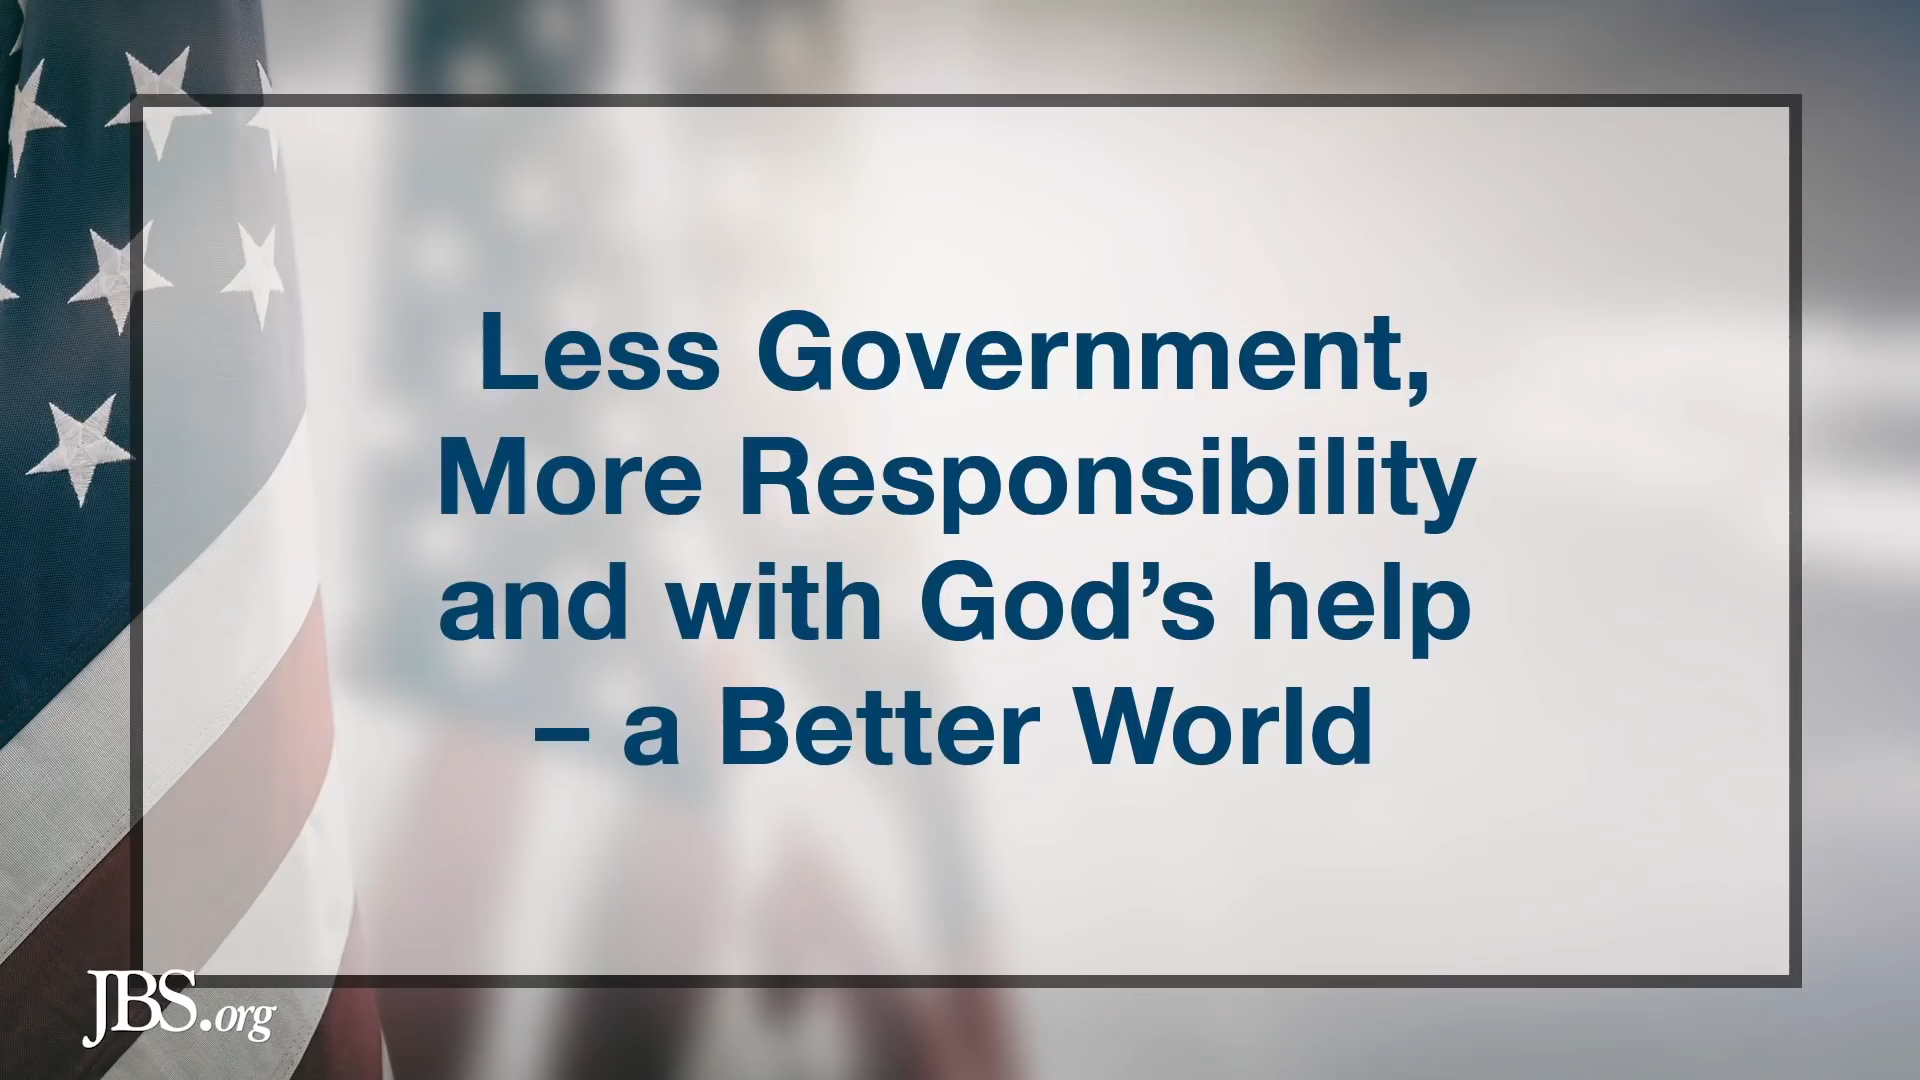 Less Government,
More Responsibility
and with God’s help
– a Better World
JBS.org